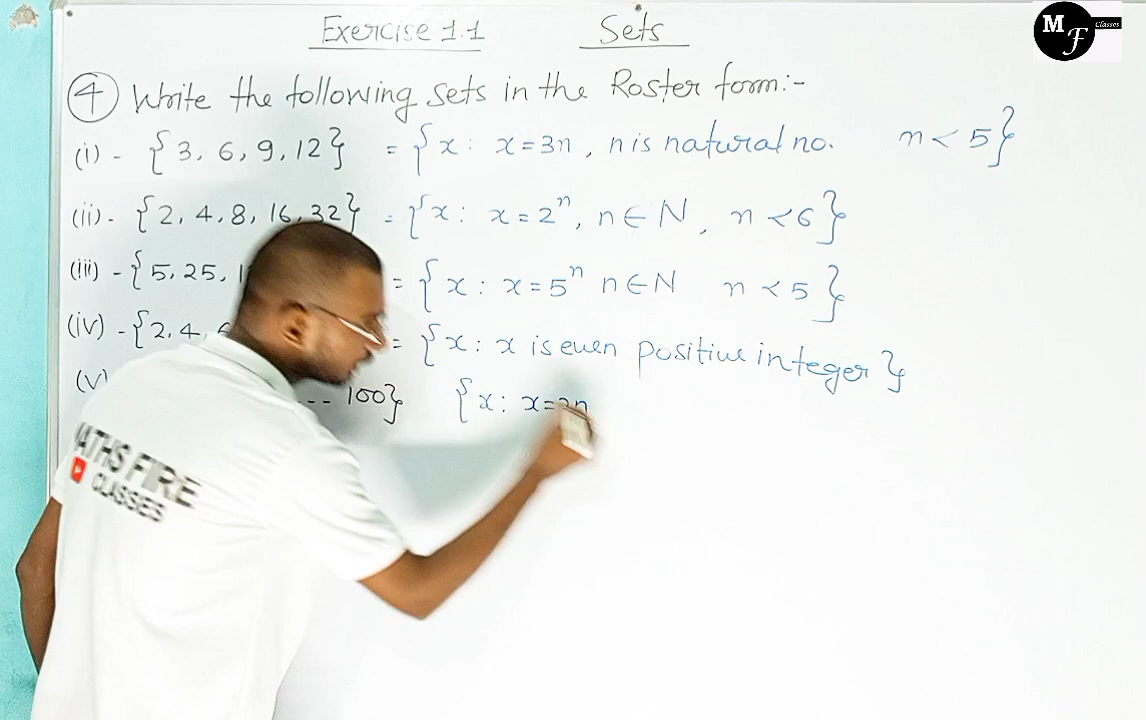 Exercise 1.1 Sets
M F Classes
④ Write the following sets in the Roster form:-
(i) - {3, 6, 9, 12} = {x: x=3n, n is natural no. n < 5}
(ii) - {2, 4, 8, 16, 32} = {x: x=2ⁿ, n ∈ N, n < 6}
(iii) - {5, 25, = {x: x=5ⁿ n ∈ N n < 5}
(iv) - {2, 4, = {x: x is even positive integer}
(v) ... 100} {x: x=
MATHS FIRE
CLASSES